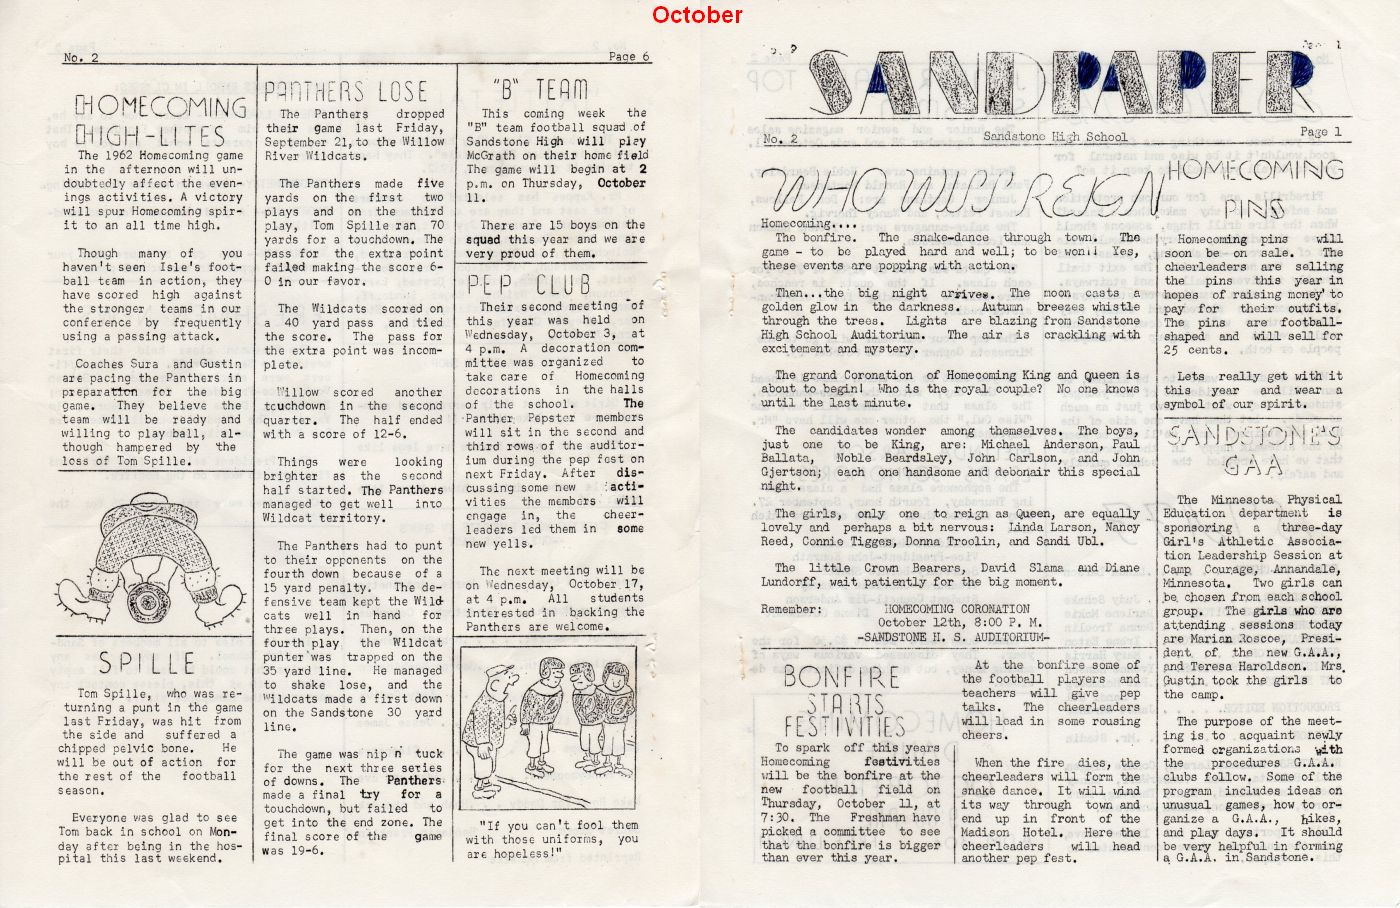 October
No. 2
Page 6
HOMECOMING
HIGH-LITES
The 1962 Homecoming game
in the afternoon will un-
doubtedly affect the even-
ings activities. A victory
will spur Homecoming spir-
it to an all time high.
Though many of you
haven't seen Isle's foot-
ball team in action, they
have scored high against
the stronger teams in our
conference by frequently
using a passing attack.
Coaches Sura and Gustin
are pacing the Panthers in
preparation for the big
game. They believe the
team will be ready and
willing to play ball, al-
though hampered by the
loss of Tom Spille.
SPILLE
Tom Spille, who was re-
turning a punt in the game
last Friday, was hit from
the side and suffered a
chipped pelvic bone. He
will be out of action for
the rest of the football
season.
Everyone was glad to see
Tom back in school on Mon-
day after being in the hos-
pital this last weekend.
PANTHERS LOSE
The Panthers dropped
their game last Friday,
September 21, to the Willow
River Wildcats.
The Panthers made five
yards on the first two
plays and on the third
play, Tom Spille ran 70
yards for a touchdown. The
pass for the extra point
failed making the score 6-
0 in our favor.
The Wildcats scored on
a 40 yard pass and tied
the score. The pass for
the extra point was incom-
plete.
Willow scored another
touchdown in the second
quarter. The half ended
with a score of 12-6.
Things were looking
brighter as the second
half started. The Panthers
managed to get well into
Wildcat territory.
The Panthers had to punt
to their opponents on the
fourth down because of a
15 yard penalty. The de-
fensive team kept the Wild-
cats well in hand for
three plays. Then, on the
fourth play the Wildcat
punter was trapped on the
35 yard line. He managed
to shake lose, and the
Wildcats made a first down
on the Sandstone 30 yard
line.
The game was nip'n' tuck
for the next three series
of downs. The Panthers
made a final try for a
touchdown, but failed to
get into the end zone. The
final score of the game
was 19-6.
"B" TEAM
This coming week the
"B" team football squad of
Sandstone High will play
McGrath on their home field
The game will begin at 2
p.m. on Thursday, October
11.
There are 15 boys on the
squad this year and we are
very proud of them.
PEP CLUB
Their second meeting of
this year was held on
Wednesday, October 3, at
4 p.m. A decoration com-
mittee was organized to
take care of Homecoming
decorations in the halls
of the school. The
Panther Pepster members
will sit in the second and
third rows of the auditor-
ium during the pep fest on
next Friday. After dis-
cussing some new acti-
vities the members will
engage in, the cheer-
leaders led them in some
new yells.
The next meeting will be
on Wednesday, October 17,
at 4 p.m. All students
interested in backing the
Panthers are welcome.
"If you can't fool them
with those uniforms, you
are hopeless!"
SANDPAPER
No. 2
Sandstone High School
Page 1
WHO WILL REIGN
Homecoming....
The bonfire. The snake-dance through town. The
game - to be played hard and well; to be won!! Yes,
these events are popping with action.
Then...the big night arrives. The moon casts a
golden glow in the darkness. Autumn breezes whistle
through the trees. Lights are blazing from Sandstone
High School Auditorium. The air is crackling with
excitement and mystery.
The grand Coronation of Homecoming King and Queen is
about to begin! Who is the royal couple? No one knows
until the last minute.
The candidates wonder among themselves. The boys,
just one to be King, are: Michael Anderson, Paul
Ballata, Noble Beardsley, John Carlson, and John
Gjertson; each one handsome and debonair this special
night.
The girls, only one to reign as Queen, are equally
lovely and perhaps a bit nervous: Linda Larson, Nancy
Reed, Connie Tigges, Donna Troolin, and Sandi Ubl.
The little Crown Bearers, David Slama and Diane
Lundorff, wait patiently for the big moment.
Remember: HOMECOMING CORONATION
October 12th, 8:00 P. M.
-SANDSTONE H. S. AUDITORIUM-
BONFIRE
STARTS
FESTIVITIES
To spark off this years
Homecoming festivities
will be the bonfire at the
new football field on
Thursday, October 11, at
7:30. The Freshman have
picked a committee to see
that the bonfire is bigger
than ever this year.
At the bonfire some of
the football players and
teachers will give pep
talks. The cheerleaders
will lead in some rousing
cheers.
When the fire dies, the
cheerleaders will form the
snake dance. It will wind
its way through town and
end up in front of the
Madison Hotel. Here the
cheerleaders will head
another pep fest.
HOMECOMING
PINS
Homecoming pins will
soon be on sale. The
cheerleaders are selling
the pins this year in
hopes of raising money to
pay for their outfits.
The pins are football-
shaped and will sell for
25 cents.
Lets really get with it
this year and wear a
symbol of our spirit.
SANDSTONE'S
GAA
The Minnesota Physical
Education department is
sponsoring a three-day
Girl's Athletic Associa-
tion Leadership Session at
Camp Courage, Annandale,
Minnesota. Two girls can
be chosen from each school
group. The girls who are
attending sessions today
are Marian Roscoe, Presi-
dent of the new G.A.A.,
and Teresa Haroldson. Mrs.
Gustin took the girls to
the camp.
The purpose of the meet-
ing is to acquaint newly
formed organizations with
the procedures G.A.A.
clubs follow. Some of the
program includes ideas on
unusual games, how to or-
ganize a G.A.A., hikes,
and play days. It should
be very helpful in forming
a G.A.A. in Sandstone.